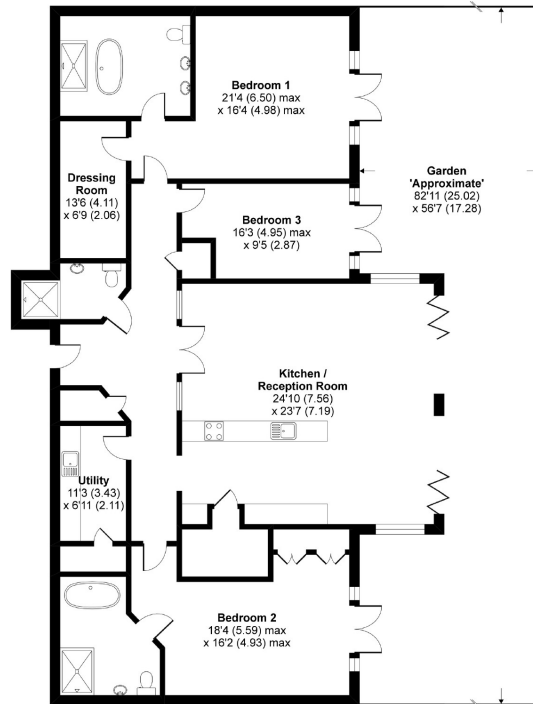 Bedroom 1
21'4 (6.50) max
x 16'4 (4.98) max
Dressing
Room
13'6 (4.11)
x 6'9 (2.06)
Garden
'Approximate'
82'11 (25.02)
x 56'7 (17.28)
Bedroom 3
16'3 (4.95) max
x 9'5 (2.87)
Kitchen /
Reception Room
24'10 (7.56)
x 23'7 (7.19)
Utility
11'3 (3.43)
x 6'11 (2.11)
Bedroom 2
18'4 (5.59) max
x 16'2 (4.93) max